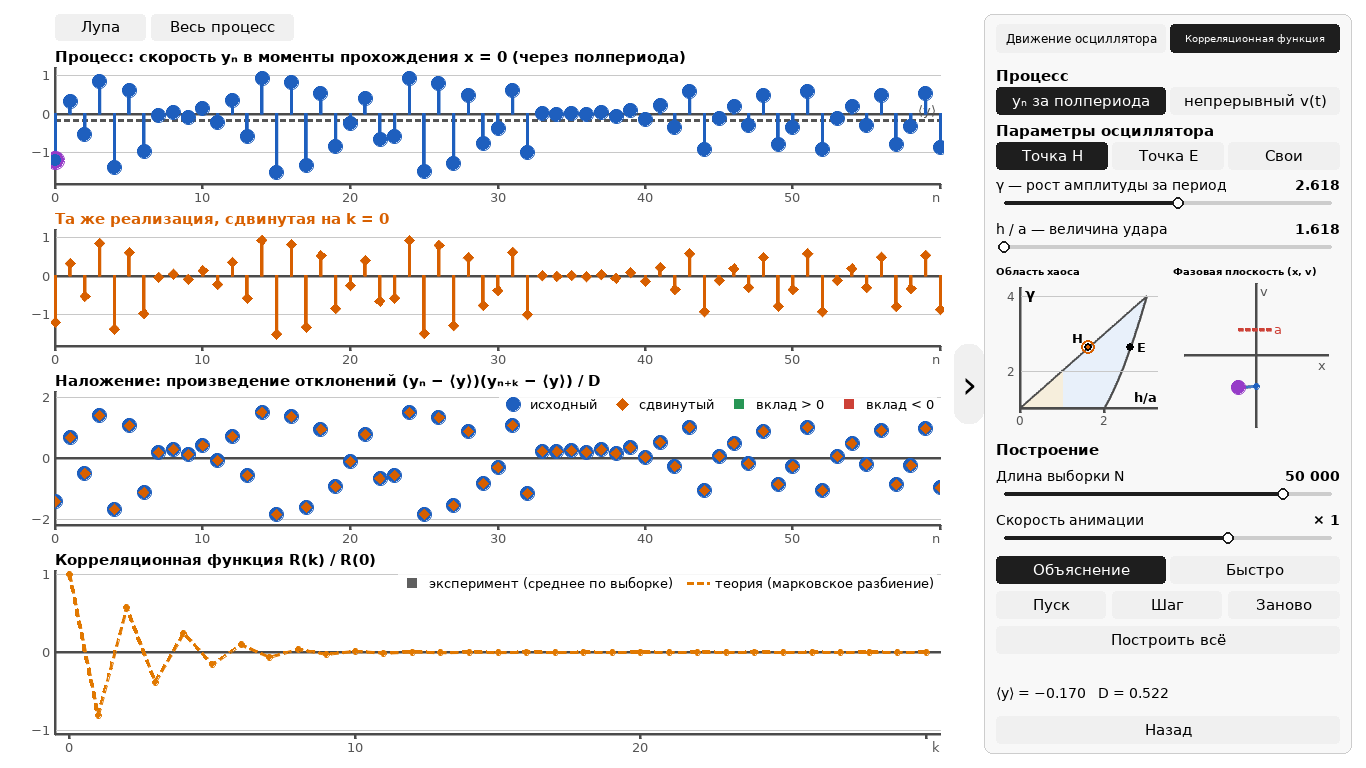 Лупа
Весь процесс
Процесс: скорость yₙ в моменты прохождения x = 0 (через полпериода)
1
0
−1
⟨y⟩
0
10
20
30
40
50
n
Та же реализация, сдвинутая на k = 0
1
0
−1
0
10
20
30
40
50
n
Наложение: произведение отклонений (yₙ − ⟨y⟩)(yₙ₊ₖ − ⟨y⟩) / D
исходный
сдвинутый
вклад > 0
вклад < 0
2
0
−2
0
10
20
30
40
50
n
Корреляционная функция R(k) / R(0)
эксперимент (среднее по выборке)
теория (марковское разбиение)
1
0
−1
0
10
20
k
›
Движение осциллятора
Корреляционная функция
Процесс
yₙ за полпериода
непрерывный v(t)
Параметры осциллятора
Точка H
Точка E
Свои
γ — рост амплитуды за период
2.618
h / a — величина удара
1.618
Область хаоса
Фазовая плоскость (x, v)
4
γ
H
E
2
h/a
0
2
v
a
x
Построение
Длина выборки N
50 000
Скорость анимации
× 1
Объяснение
Быстро
Пуск
Шаг
Заново
Построить всё
⟨y⟩ = −0.170 D = 0.522
Назад